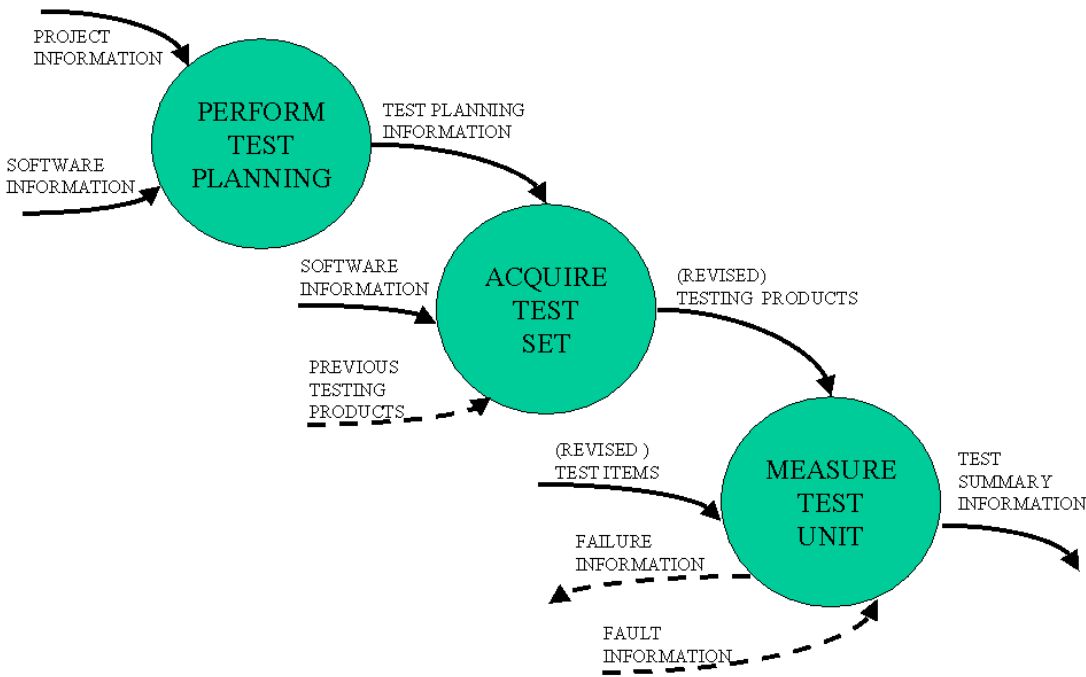 PROJECT
INFORMATION
PERFORM
TEST
PLANNING
TEST PLANNING
INFORMATION
SOFTWARE
INFORMATION
SOFTWARE
INFORMATION
ACQUIRE
TEST
SET
(REVISED)
TESTING PRODUCTS
PREVIOUS
TESTING
PRODUCTS
(REVISED )
TEST ITEMS
MEASURE
TEST
UNIT
TEST
SUMMARY
INFORMATION
FAILURE
INFORMATION
FAULT
INFORMATION